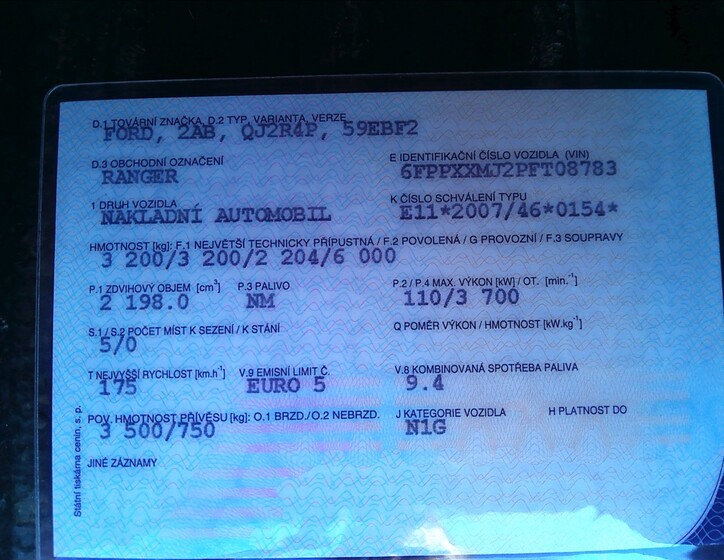 D.1 TOVÁRNÍ ZNAČKA, D.2 TYP, VARIANTA, VERZE
FORD, 2AB, QJ2R4P, 59EBF2
D.3 OBCHODNÍ OZNAČENÍ E IDENTIFIKAČNÍ ČÍSLO VOZIDLA (VIN)
RANGER 6FPPXXMJ2PFT08783
1 DRUH VOZIDLA K ČÍSLO SCHVÁLENÍ TYPU
NÁKLADNÍ AUTOMOBIL E11*2007/46*0154*
HMOTNOST [kg]: F.1 NEJVĚTŠÍ TECHNICKY PŘÍPUSTNÁ / F.2 POVOLENÁ / G PROVOZNÍ / F.3 SOUPRAVY
3 200/3 200/2 204/6 000
P.1 ZDVIHOVÝ OBJEM [cm³] P.3 PALIVO P.2 / P.4 MAX. VÝKON [kW] / OT. [min.⁻¹]
2 198.0 NM 110/3 700
S.1 / S.2 POČET MÍST K SEZENÍ / K STÁNÍ Q POMĚR VÝKON / HMOTNOST [kW.kg⁻¹]
5/0
T NEJVYŠŠÍ RYCHLOST [km.h⁻¹] V.9 EMISNÍ LIMIT Č. V.8 KOMBINOVANÁ SPOTŘEBA PALIVA
175 EURO 5 9.4
POV. HMOTNOST PŘÍVĚSU [kg]: O.1 BRZD./O.2 NEBRZD. J KATEGORIE VOZIDLA H PLATNOST DO
3 500/750 N1G
JINÉ ZÁZNAMY
Státní tiskárna cenin, s. p.